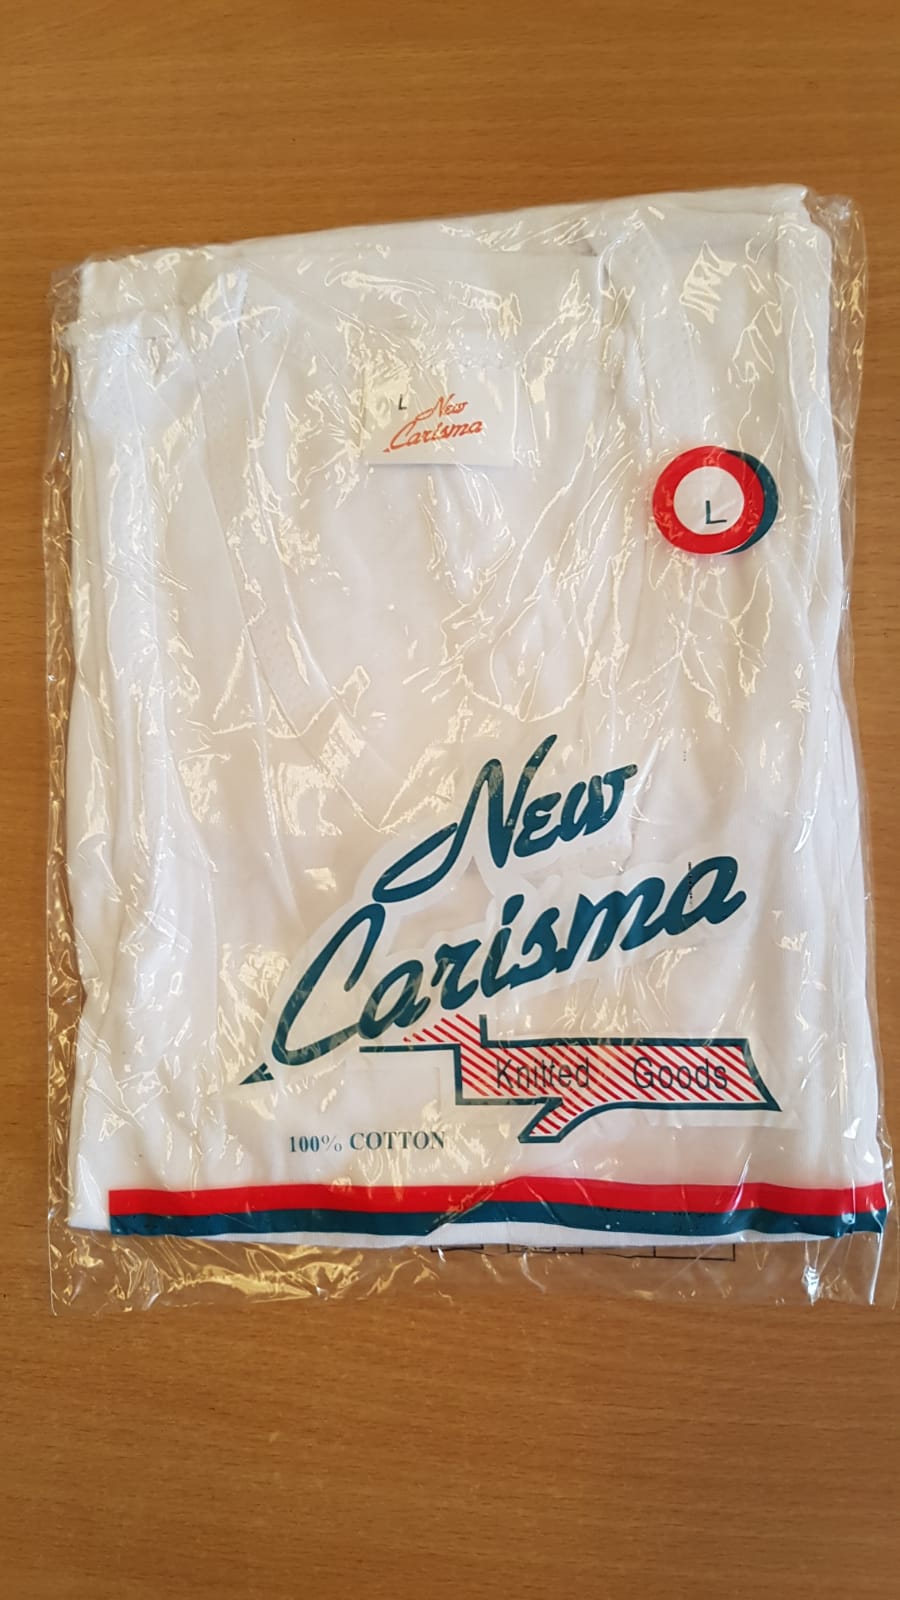 L New
Carisma
L
New
Carisma
Knitted Goods
100% COTTON